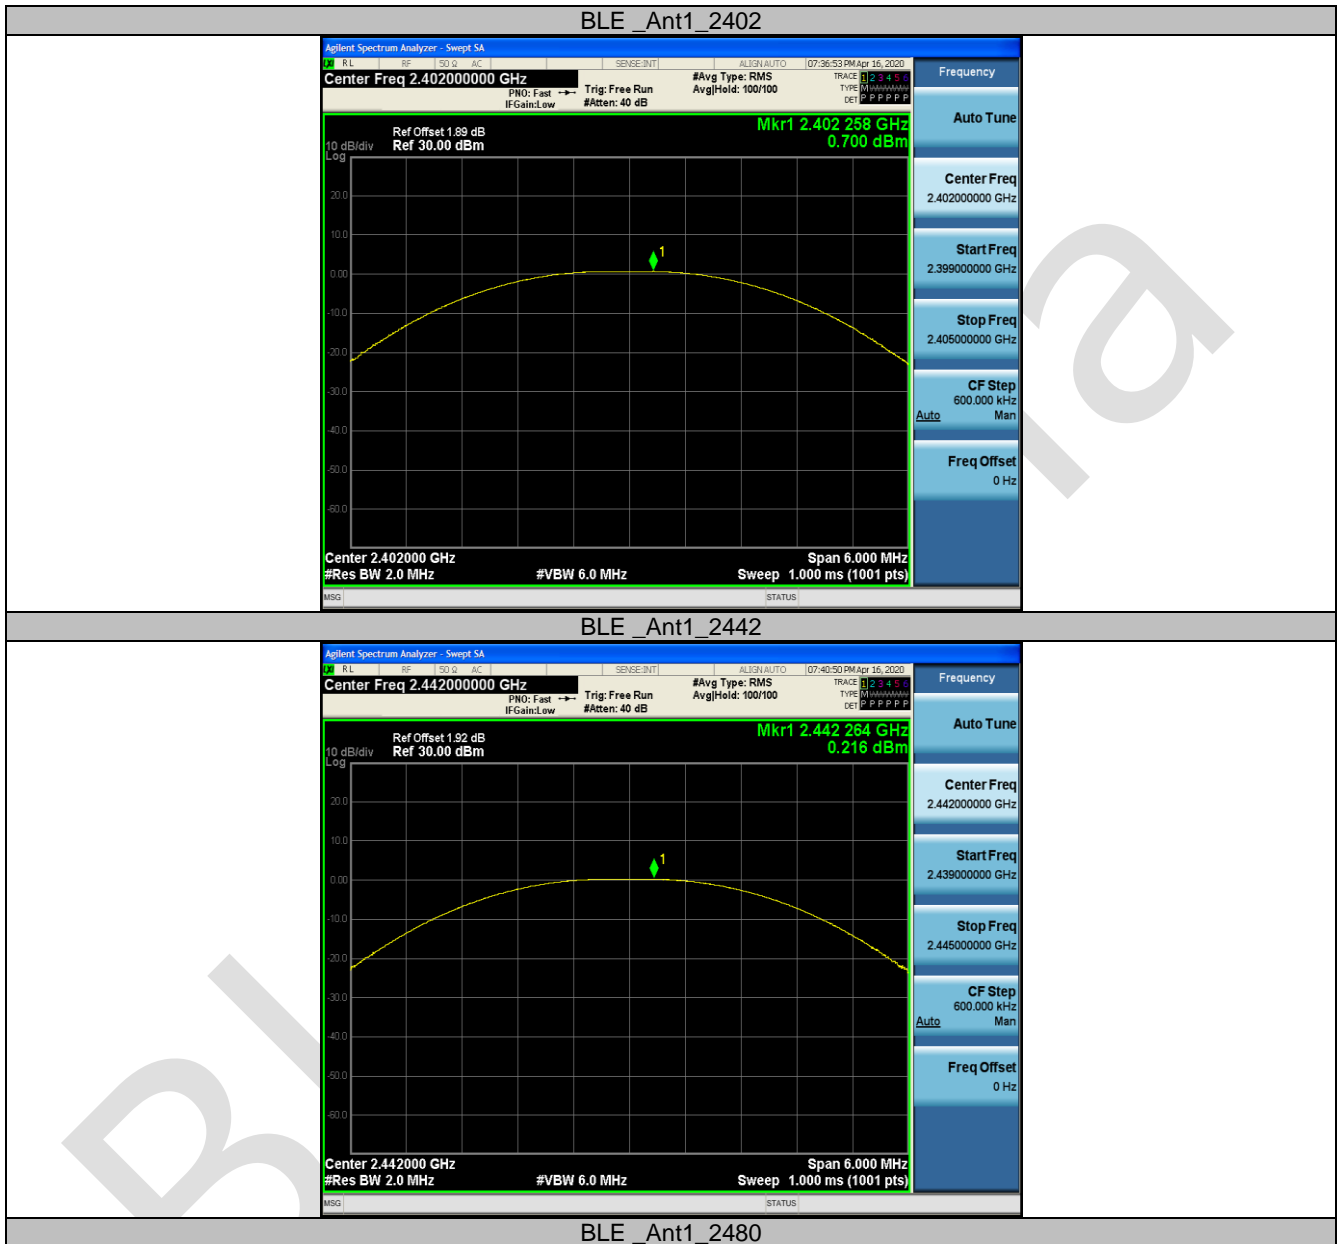 BLE _Ant1_2402
Agilent Spectrum Analyzer - Swept SA
LXI RL RF 50 Ω AC SENSE:INT ALIGN AUTO 07:36:53 PM Apr 16, 2020
Center Freq 2.402000000 GHz
PNO: Fast
IFGain:Low
Trig: Free Run
#Atten: 40 dB
#Avg Type: RMS
Avg|Hold: 100/100
TRACE 1 2 3 4 5 6
TYPE M
DET P P P P P P
Mkr1 2.402 258 GHz
0.700 dBm
Ref Offset 1.89 dB
10 dB/div Ref 30.00 dBm
Log
20.0
10.0
1
0.00
-10.0
-20.0
-30.0
-40.0
-50.0
-60.0
Center 2.402000 GHz Span 6.000 MHz
#Res BW 2.0 MHz #VBW 6.0 MHz Sweep 1.000 ms (1001 pts)
MSG STATUS
Frequency
Auto Tune
Center Freq
2.402000000 GHz
Start Freq
2.399000000 GHz
Stop Freq
2.405000000 GHz
CF Step
600.000 kHz
Auto Man
Freq Offset
0 Hz
BLE _Ant1_2442
Agilent Spectrum Analyzer - Swept SA
LXI RL RF 50 Ω AC SENSE:INT ALIGN AUTO 07:40:50 PM Apr 16, 2020
Center Freq 2.442000000 GHz
PNO: Fast
IFGain:Low
Trig: Free Run
#Atten: 40 dB
#Avg Type: RMS
Avg|Hold: 100/100
TRACE 1 2 3 4 5 6
TYPE M
DET P P P P P P
Mkr1 2.442 264 GHz
0.216 dBm
Ref Offset 1.92 dB
10 dB/div Ref 30.00 dBm
Log
20.0
10.0
1
0.00
-10.0
-20.0
-30.0
-40.0
-50.0
-60.0
Center 2.442000 GHz Span 6.000 MHz
#Res BW 2.0 MHz #VBW 6.0 MHz Sweep 1.000 ms (1001 pts)
MSG STATUS
Frequency
Auto Tune
Center Freq
2.442000000 GHz
Start Freq
2.439000000 GHz
Stop Freq
2.445000000 GHz
CF Step
600.000 kHz
Auto Man
Freq Offset
0 Hz
BLE _Ant1_2480